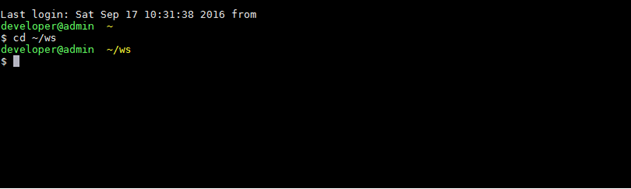 Last login: Sat Sep 17 10:31:38 2016 from
developer@admin ~
$ cd ~/ws
developer@admin ~/ws
$